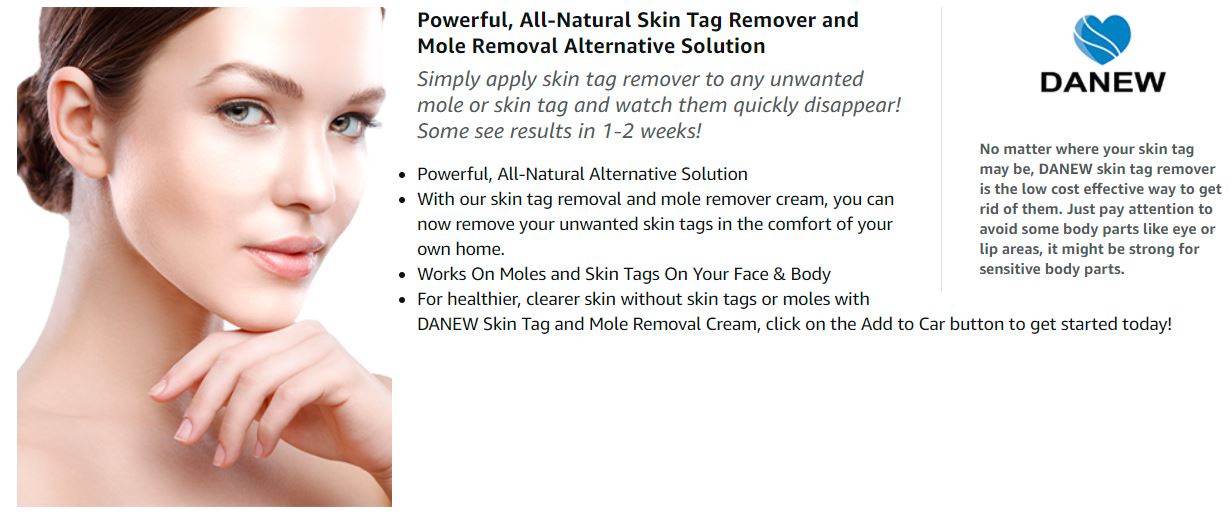 Powerful, All-Natural Skin Tag Remover and
Mole Removal Alternative Solution
Simply apply skin tag remover to any unwanted
mole or skin tag and watch them quickly disappear!
Some see results in 1-2 weeks!
• Powerful, All-Natural Alternative Solution
• With our skin tag removal and mole remover cream, you can
now remove your unwanted skin tags in the comfort of your
own home.
• Works On Moles and Skin Tags On Your Face & Body
• For healthier, clearer skin without skin tags or moles with
DANEW Skin Tag and Mole Removal Cream, click on the Add to Car button to get started today!
DANEW
No matter where your skin tag
may be, DANEW skin tag remover
is the low cost effective way to get
rid of them. Just pay attention to
avoid some body parts like eye or
lip areas, it might be strong for
sensitive body parts.